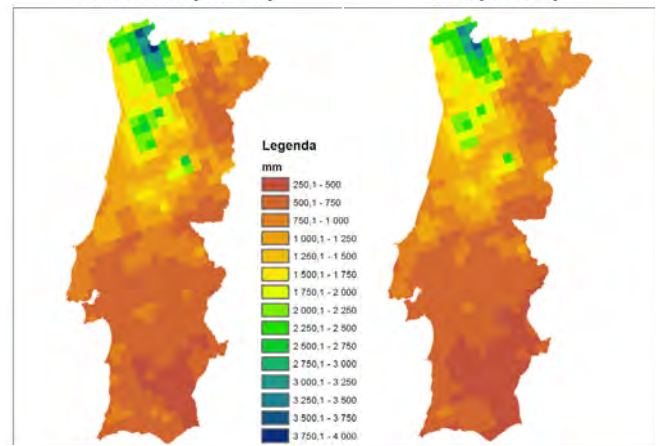 Legenda
mm
250,1 - 500
500,1 - 750
750,1 - 1 000
1 000,1 - 1 250
1 250,1 - 1 500
1 500,1 - 1 750
1 750,1 - 2 000
2 000,1 - 2 250
2 250,1 - 2 500
2 500,1 - 2 750
2 750,1 - 3 000
3 000,1 - 3 250
3 250,1 - 3 500
3 500,1 - 3 750
3 750,1 - 4 000